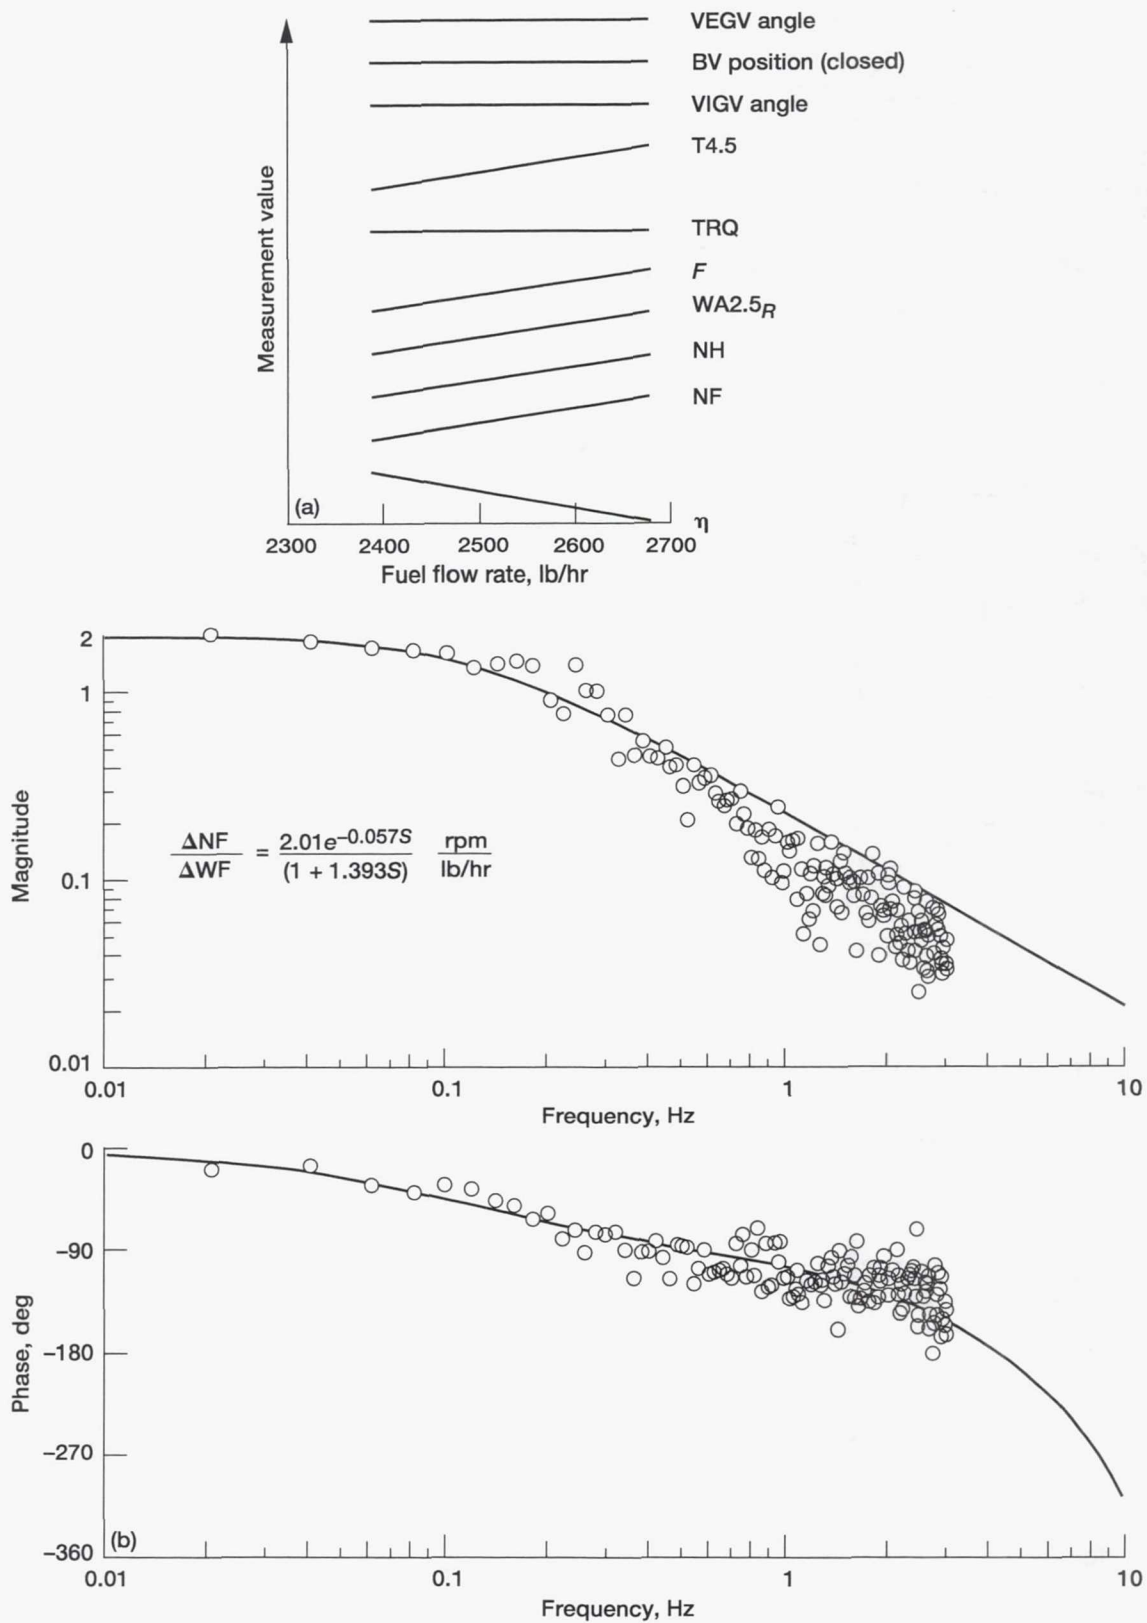 VEGV angle
BV position (closed)
VIGV angle
T4.5
TRQ
F
WA2.5R
NH
NF
η
Measurement value
(a)
2300 2400 2500 2600 2700
Fuel flow rate, lb/hr
2
1
0.1
0.01
Magnitude
ΔNF/ΔWF = 2.01e–0.057S/(1 + 1.393S) rpm/lb/hr
0.01 0.1 1 10
Frequency, Hz
0
–90
–180
–270
–360
Phase, deg
(b)
0.01 0.1 1 10
Frequency, Hz